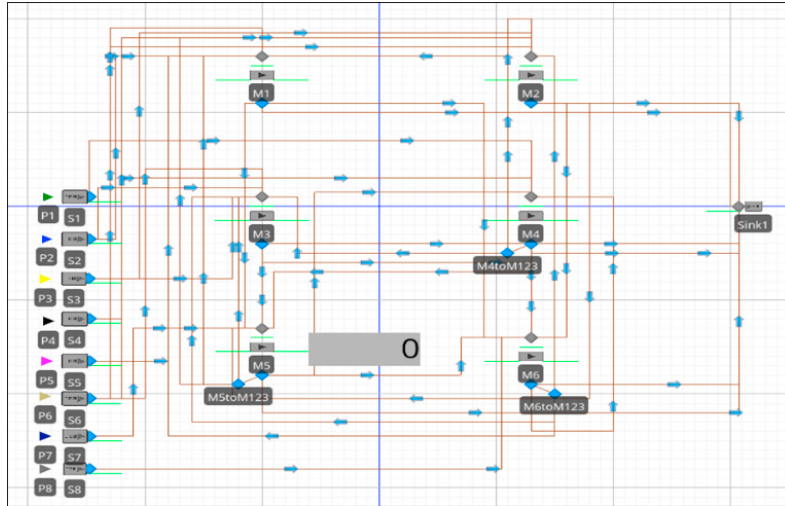 M1
M2
P1 S1
M3
M4
Sink1
P2 S2
M4toM123
P3 S3
P4 S4
0
P5 S5
M5
M6
M5toM123
M6toM123
P6 S6
P7 S7
P8 S8